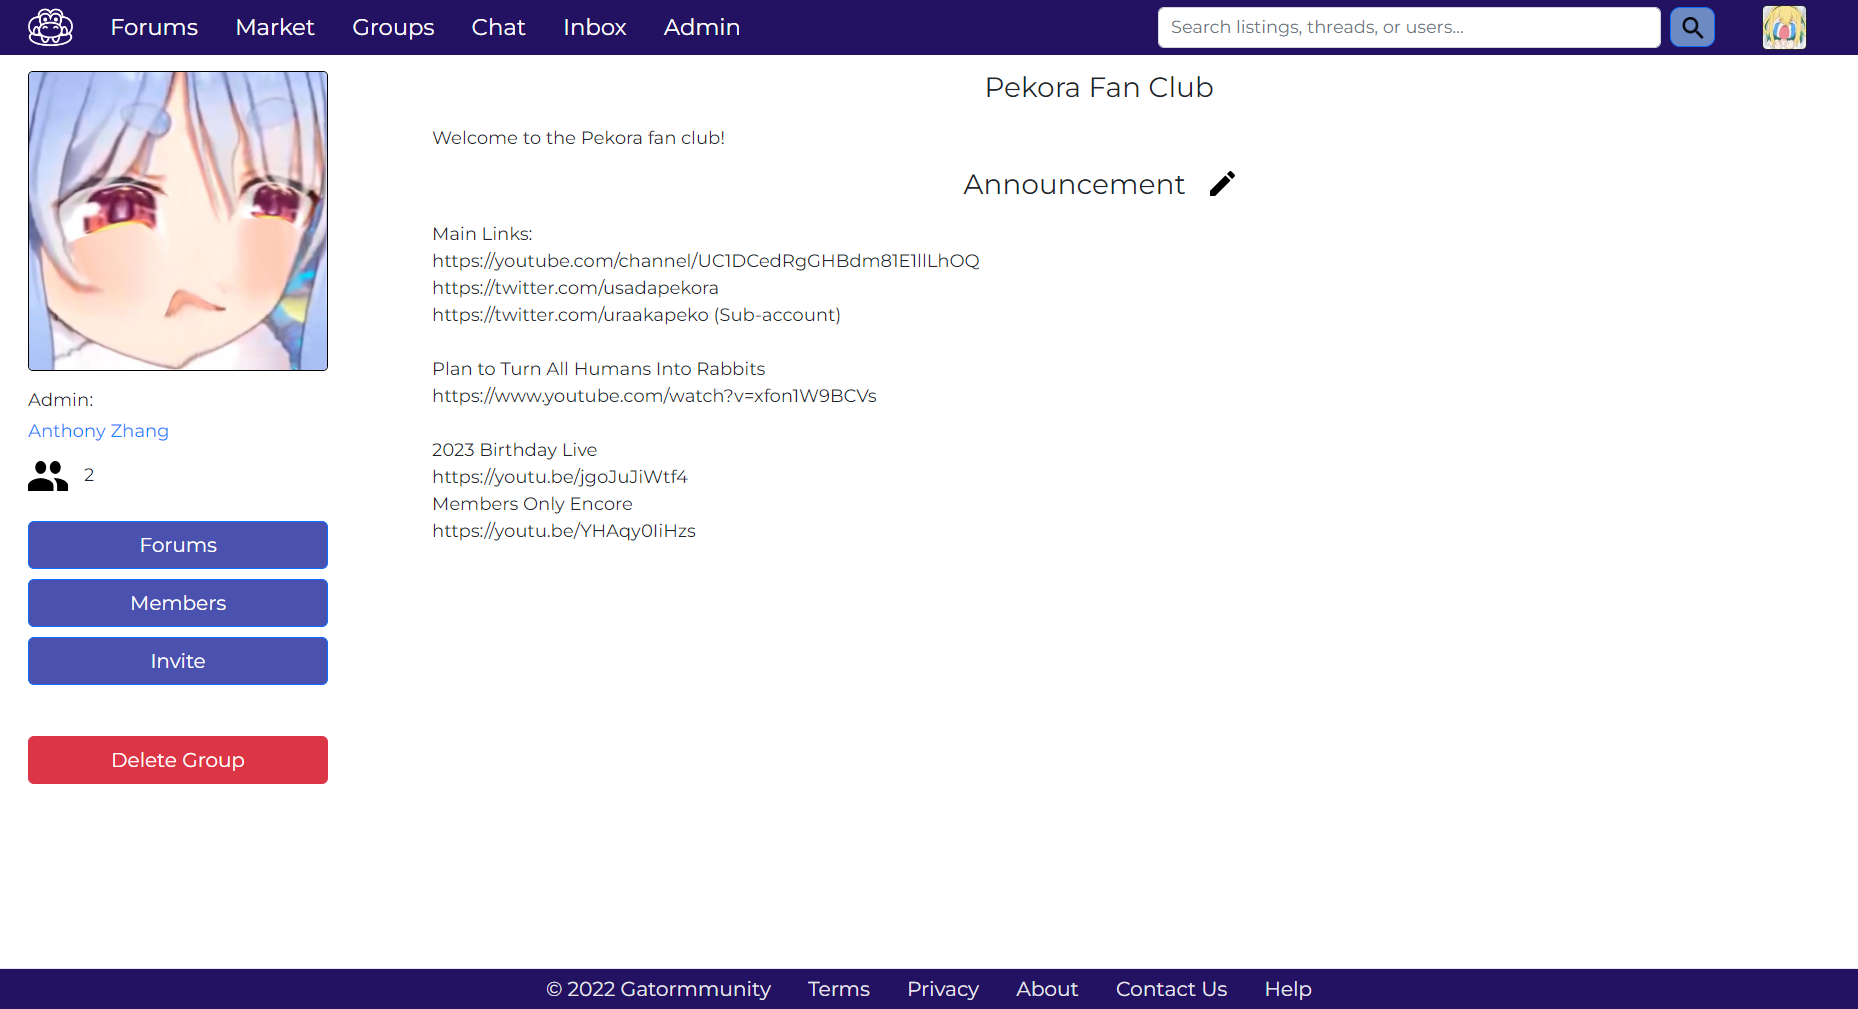 Forums Market Groups Chat Inbox Admin Search listings, threads, or users...
Pekora Fan Club
Welcome to the Pekora fan club!
Announcement
Main Links:
https://youtube.com/channel/UC1DCedRgGHBdm81E1llLhOQ
https://twitter.com/usadapekora
https://twitter.com/uraakapeko (Sub-account)
Plan to Turn All Humans Into Rabbits
https://www.youtube.com/watch?v=xfon1W9BCVs
2023 Birthday Live
https://youtu.be/jgoJuJiWtf4
Members Only Encore
https://youtu.be/YHAqy0IiHzs
Admin:
Anthony Zhang
2
Forums
Members
Invite
Delete Group
© 2022 Gatormmunity Terms Privacy About Contact Us Help